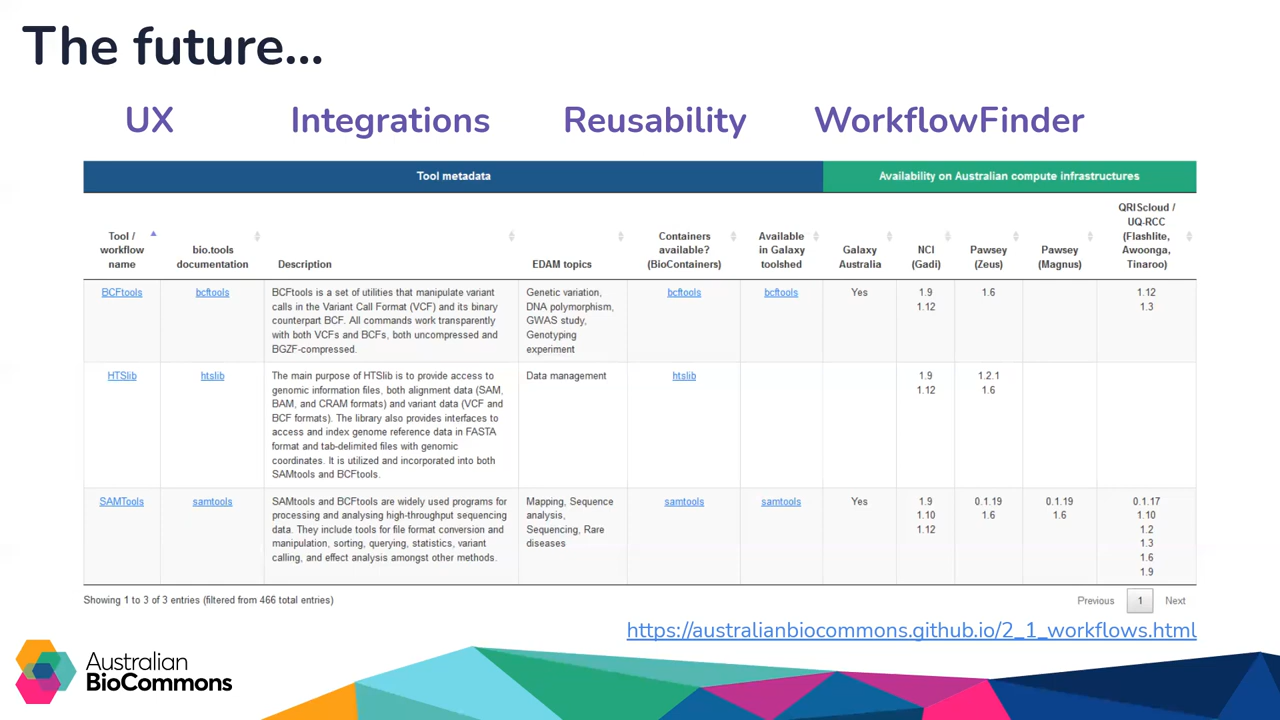 The future...
UX Integrations Reusability WorkflowFinder
Tool metadata
Availability on Australian compute infrastructures
Tool /
workflow
name
bio.tools
documentation
Description
EDAM topics
Containers
available?
(BioContainers)
Available
in Galaxy
toolshed
Galaxy
Australia
NCI
(Gadi)
Pawsey
(Zeus)
Pawsey
(Magnus)
QRIScloud /
UQ-RCC
(Flashlite,
Awoonga,
Tinaroo)
BCFtools
bcftools
BCFtools is a set of utilities that manipulate variant
calls in the Variant Call Format (VCF) and its binary
counterpart BCF. All commands work transparently
with both VCFs and BCFs, both uncompressed and
BGZF-compressed.
Genetic variation,
DNA polymorphism,
GWAS study,
Genotyping
experiment
bcftools
bcftools
Yes
1.9
1.12
1.6
1.12
1.3
HTSlib
htslib
The main purpose of HTSlib is to provide access to
genomic information files, both alignment data (SAM,
BAM, and CRAM formats) and variant data (VCF and
BCF formats). The library also provides interfaces to
access and index genome reference data in FASTA
format and tab-delimited files with genomic
coordinates. It is utilized and incorporated into both
SAMtools and BCFtools.
Data management
htslib
1.9
1.12
1.2.1
1.6
SAMTools
samtools
SAMtools and BCFtools are widely used programs for
processing and analysing high-throughput sequencing
data. They include tools for file format conversion and
manipulation, sorting, querying, statistics, variant
calling, and effect analysis amongst other methods.
Mapping, Sequence
analysis,
Sequencing, Rare
diseases
samtools
samtools
Yes
1.9
1.10
1.12
0.1.19
1.6
0.1.19
1.6
0.1.17
1.10
1.2
1.3
1.6
1.9
Showing 1 to 3 of 3 entries (filtered from 466 total entries)
Previous 1 Next
https://australianbiocommons.github.io/2_1_workflows.html
Australian
BioCommons